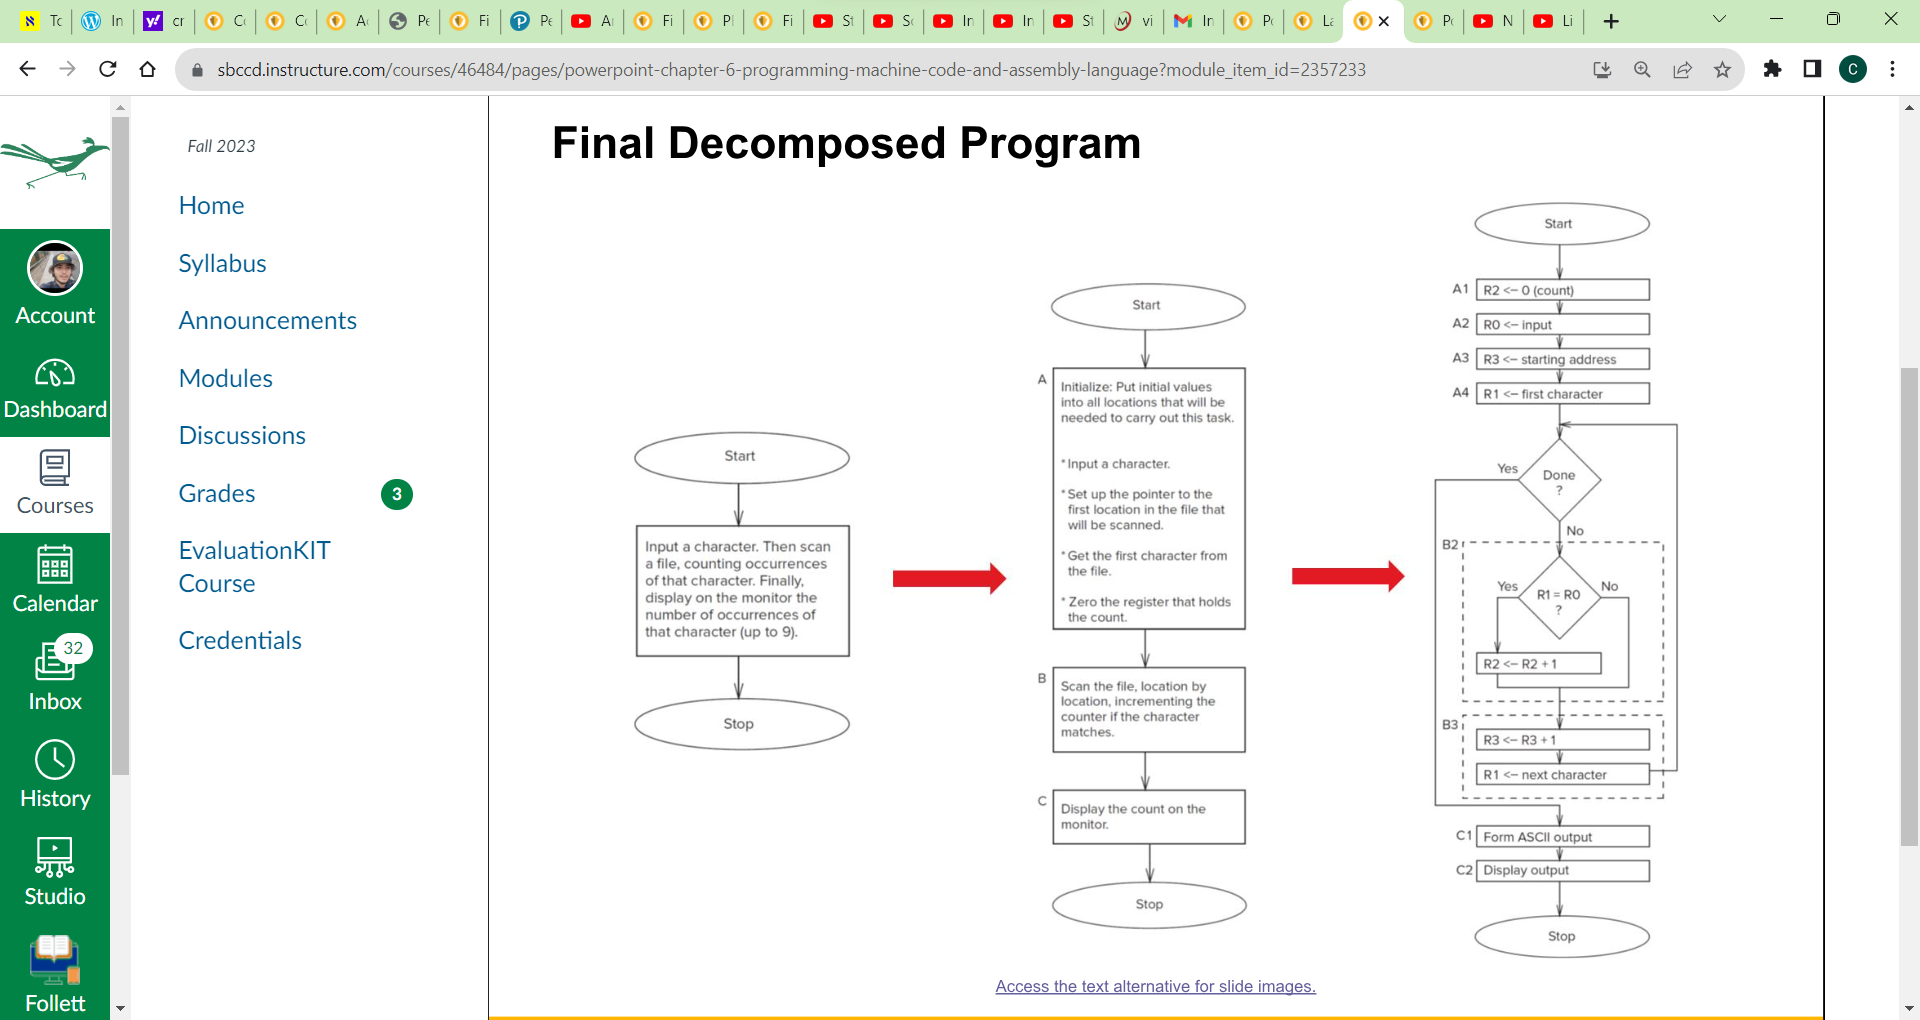 sbccd.instructure.com/courses/46484/pages/powerpoint-chapter-6-programming-machine-code-and-assembly-language?module_item_id=2357233
C
Account
Dashboard
Courses
Calendar
32
Inbox
History
Studio
Follett
Fall 2023
Home
Syllabus
Announcements
Modules
Discussions
Grades
3
EvaluationKIT
Course
Credentials
Final Decomposed Program
Start
Input a character. Then scan
a file, counting occurrences
of that character. Finally,
display on the monitor the
number of occurrences of
that character (up to 9).
Stop
Start
A
Initialize: Put initial values
into all locations that will be
needed to carry out this task.
*Input a character.
*Set up the pointer to the
first location in the file that
will be scanned.
*Get the first character from
the file.
* Zero the register that holds
the count.
B
Scan the file, location by
location, incrementing the
counter if the character
matches.
C
Display the count on the
monitor.
Stop
Start
A1 R2 <– 0 (count)
A2 R0 <– input
A3 R3 <– starting address
A4 R1 <– first character
Yes
Done
?
No
B2
Yes
R1 = R0
?
No
R2 <– R2 + 1
B3
R3 <– R3 + 1
R1 <– next character
C1 Form ASCII output
C2 Display output
Stop
Access the text alternative for slide images.